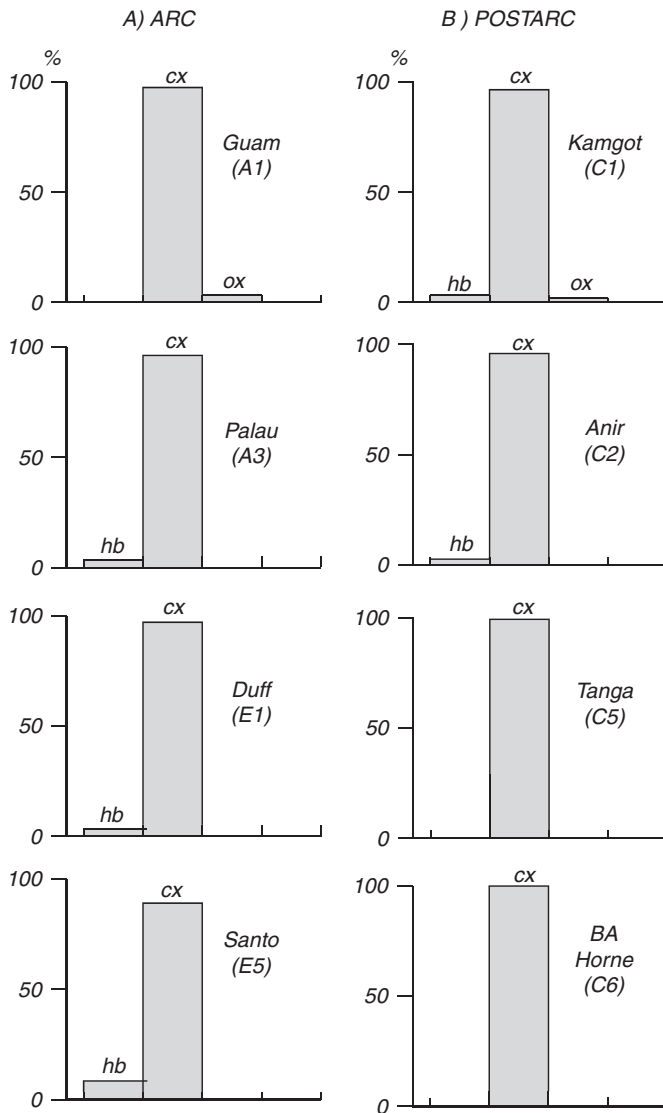 A) ARC
%
100
50
0
cx
Guam
(A1)
ox
100
50
0
cx
Palau
(A3)
hb
100
50
0
cx
Duff
(E1)
hb
100
50
0
cx
Santo
(E5)
hb
B ) POSTARC
%
100
50
0
cx
Kamgot
(C1)
hb
ox
100
50
0
cx
Anir
(C2)
hb
100
50
0
cx
Tanga
(C5)
100
50
0
cx
BA
Horne
(C6)